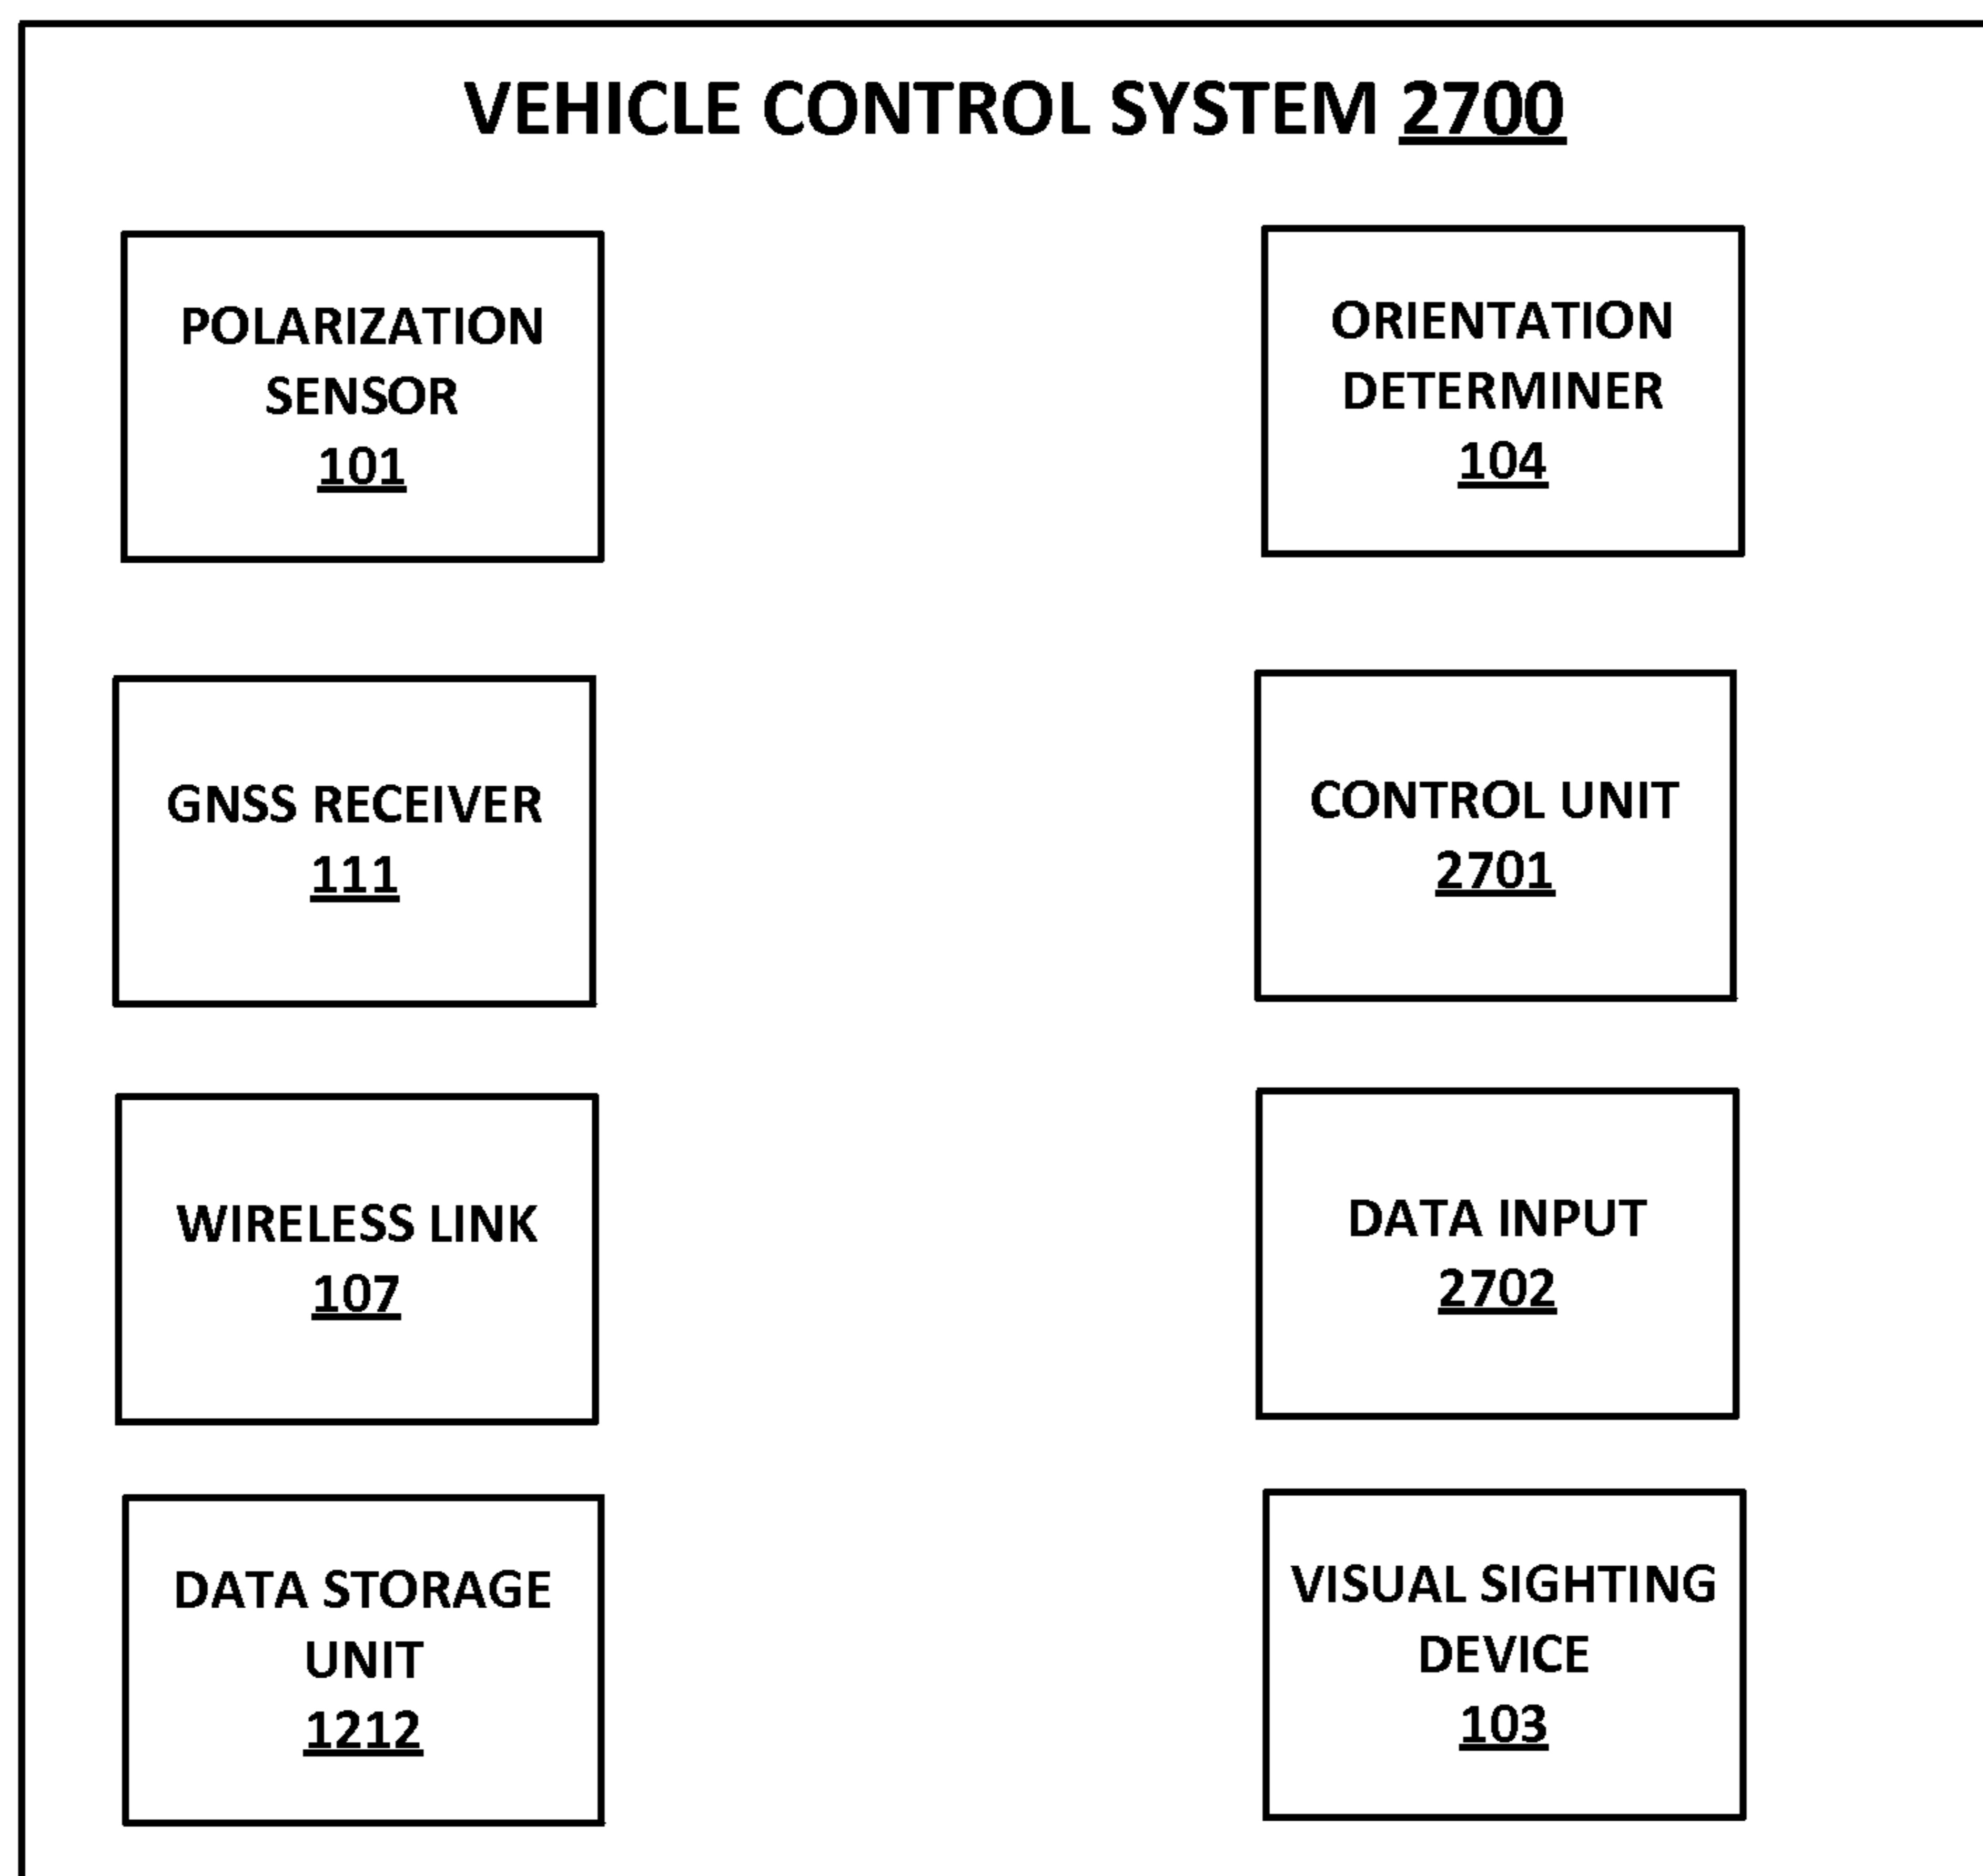 VEHICLE CONTROL SYSTEM 2700
POLARIZATION
SENSOR
101
ORIENTATION
DETERMINER
104
GNSS RECEIVER
111
CONTROL UNIT
2701
WIRELESS LINK
107
DATA INPUT
2702
DATA STORAGE
UNIT
1212
VISUAL SIGHTING
DEVICE
103